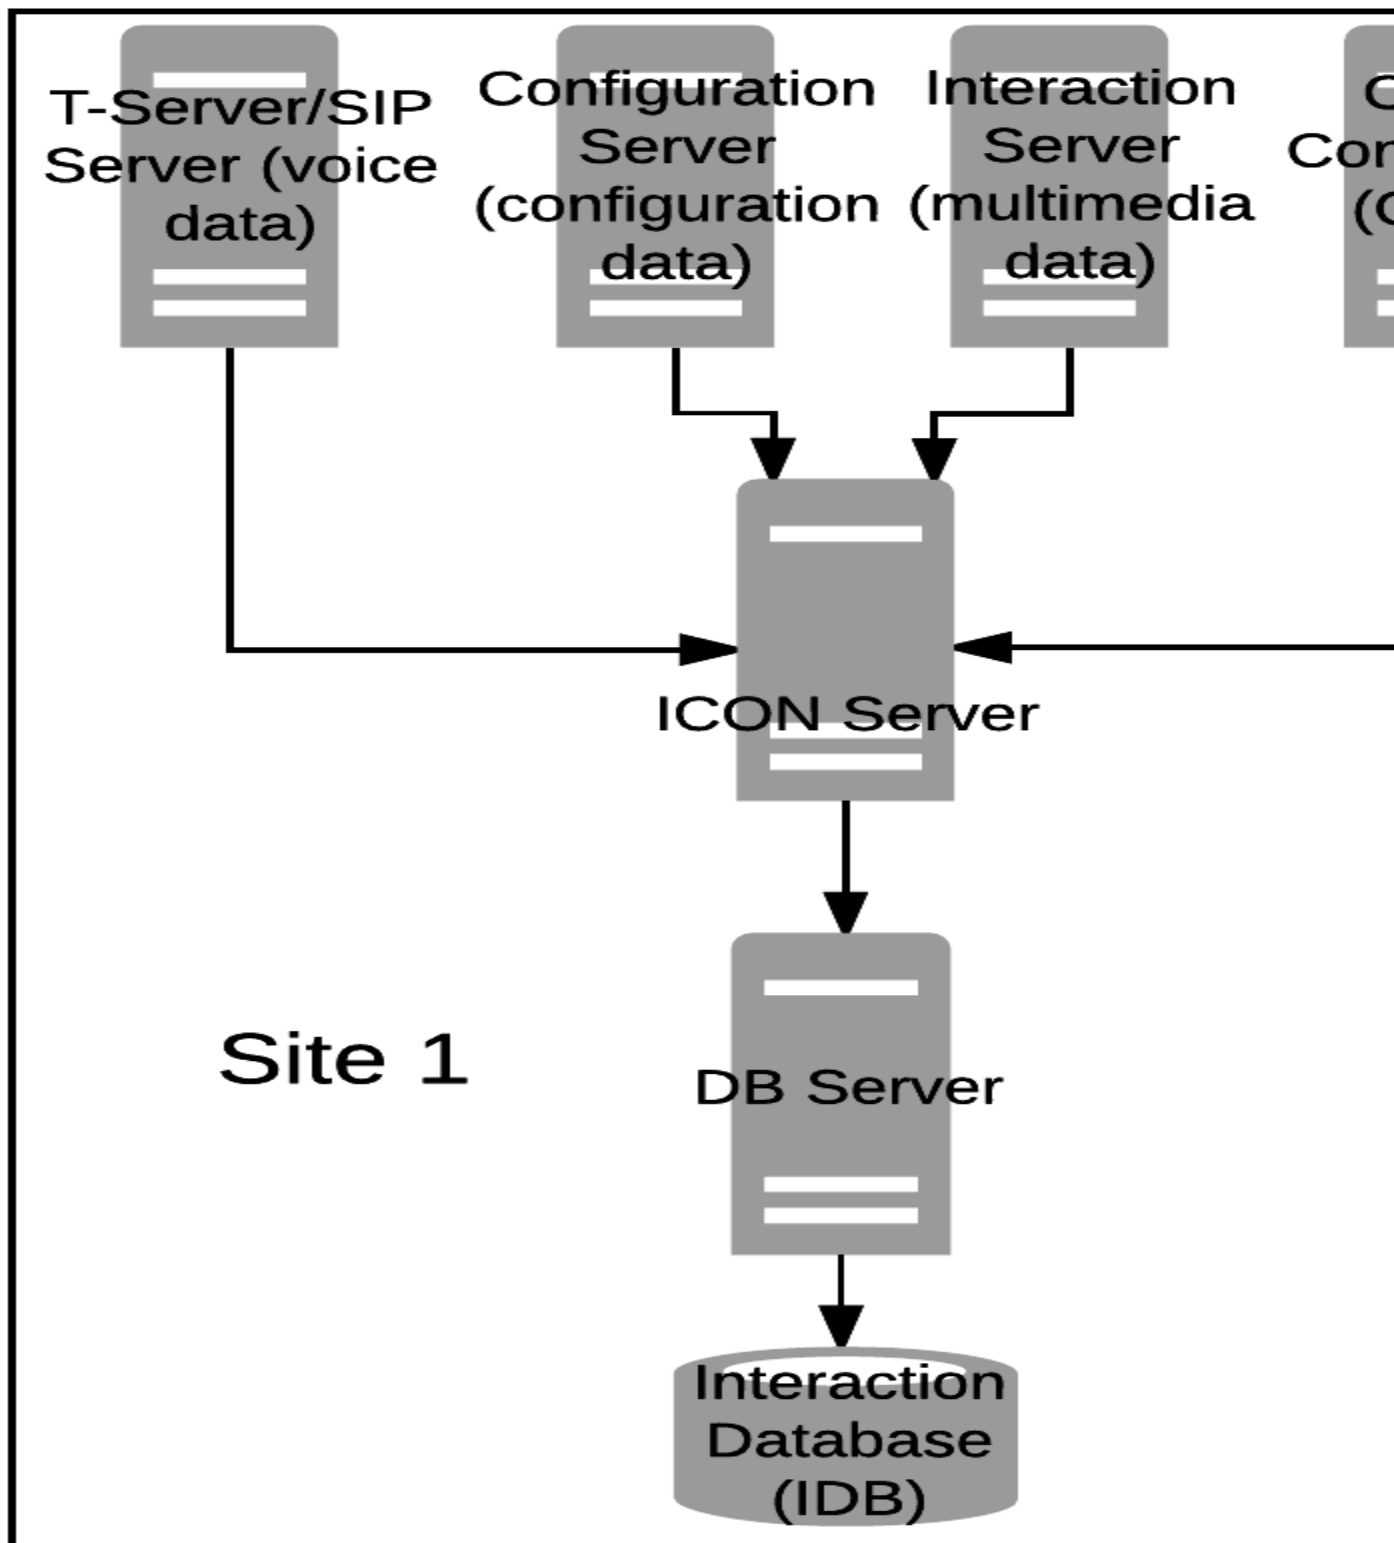 T-Server/SIP
Server (voice
data)
Configuration
Server
(configuration
data)
Interaction
Server
(multimedia
data)
ICON Server
DB Server
Site 1
Interaction
Database
(IDB)